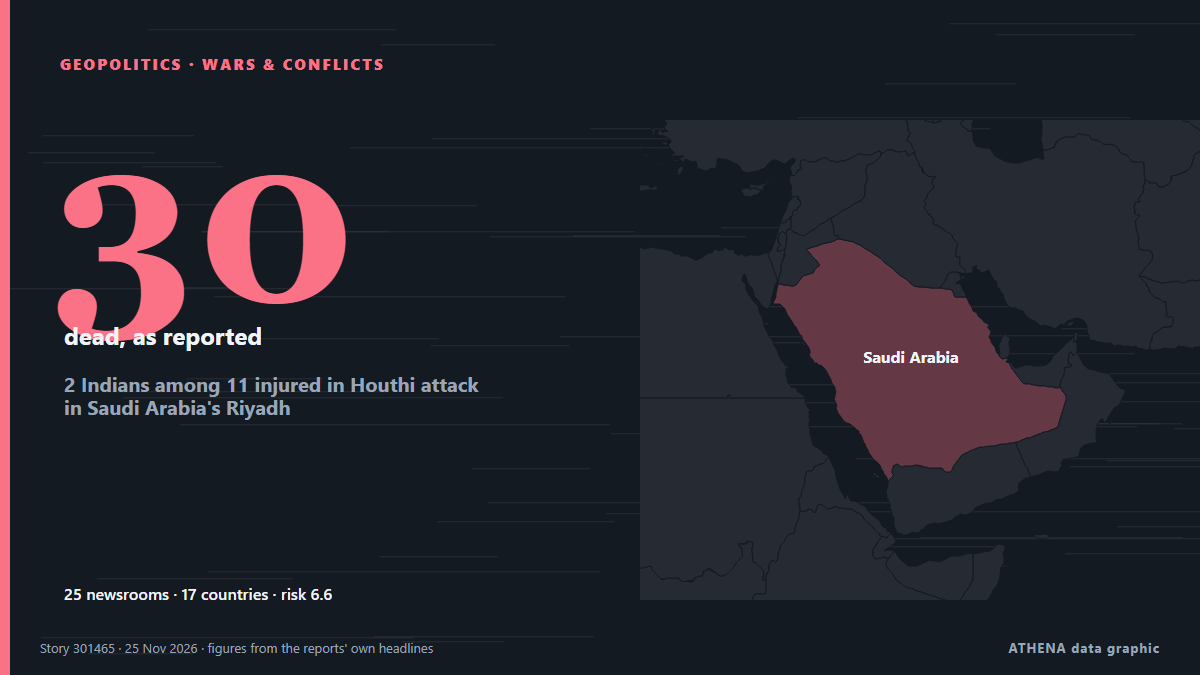 GEOPOLITICS · WARS & CONFLICTS
30
dead, as reported
2 Indians among 11 injured in Houthi attack
in Saudi Arabia's Riyadh
Saudi Arabia
25 newsrooms · 17 countries · risk 6.6
Story 301465 · 25 Nov 2026 · figures from the reports' own headlines
ATHENA data graphic